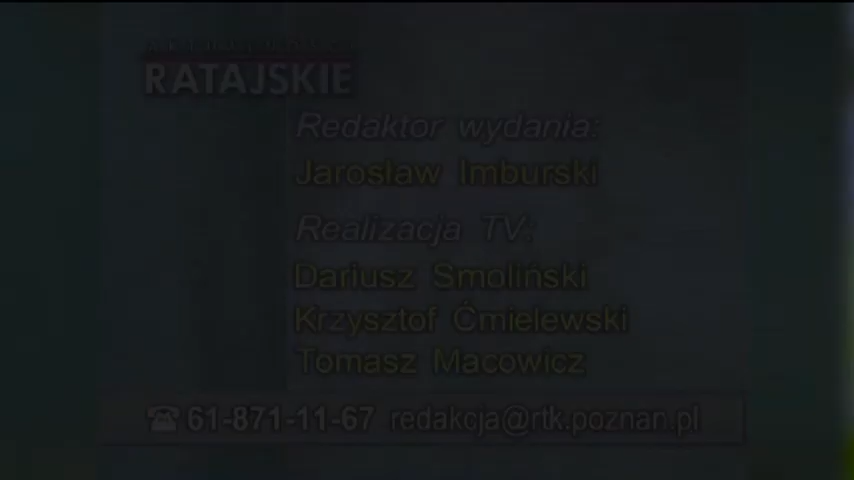 RATAJSKIE
Redaktor wydania:
Jarosław Imburski
Realizacja TV:
Dariusz Smoliński
Krzysztof Ćmielewski
Tomasz Macowicz
☎ 61-871-11-67 redakcja@rtk.poznan.pl